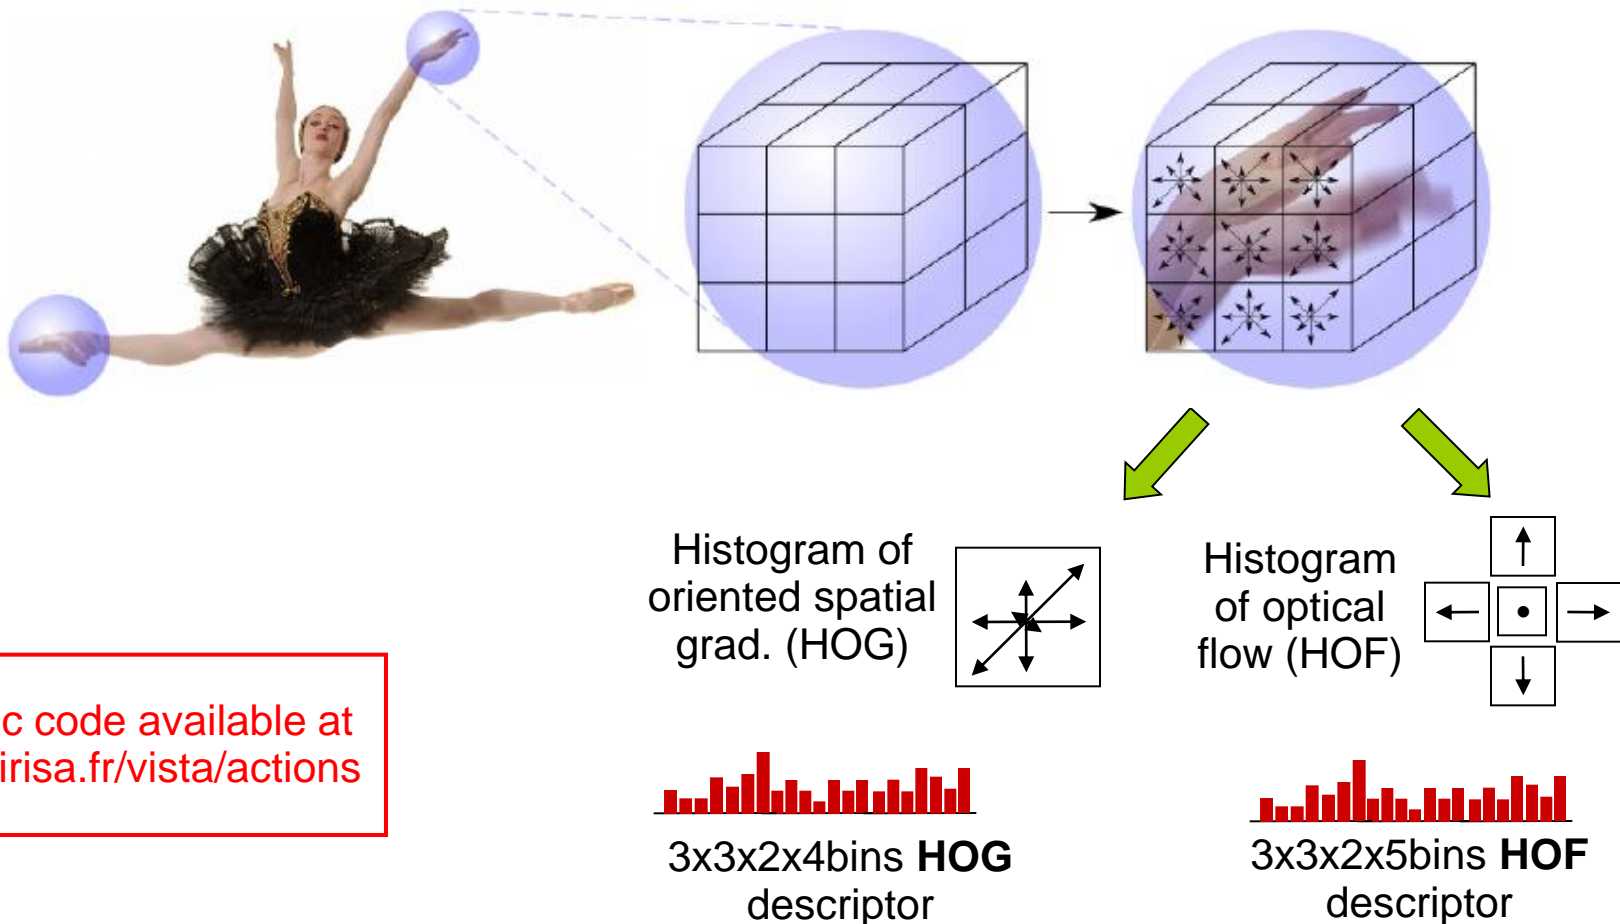 Histogram of
oriented spatial
grad. (HOG)
Histogram
of optical
flow (HOF)
c code available at
irisa.fr/vista/actions
3x3x2x4bins HOG
descriptor
3x3x2x5bins HOF
descriptor